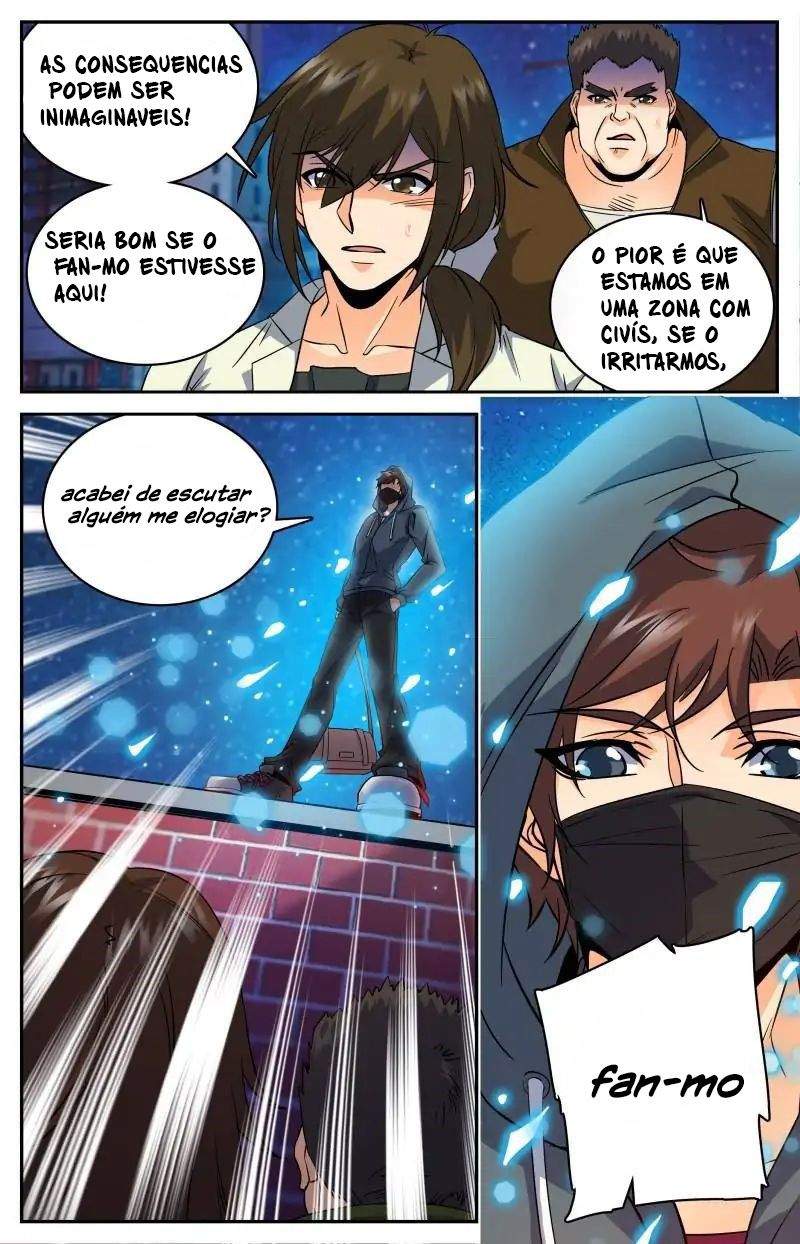 AS CONSEQUENCIAS
PODEM SER
INIMAGINAVEIS!
SERIA BOM SE O
FAN-MO ESTIVESSE
AQUI!
O PIOR É QUE
ESTAMOS EM
UMA ZONA COM
CIVÍS, SE O
IRRITARMOS,
acabei de escutar
alguém me elogiar?
fan-mo